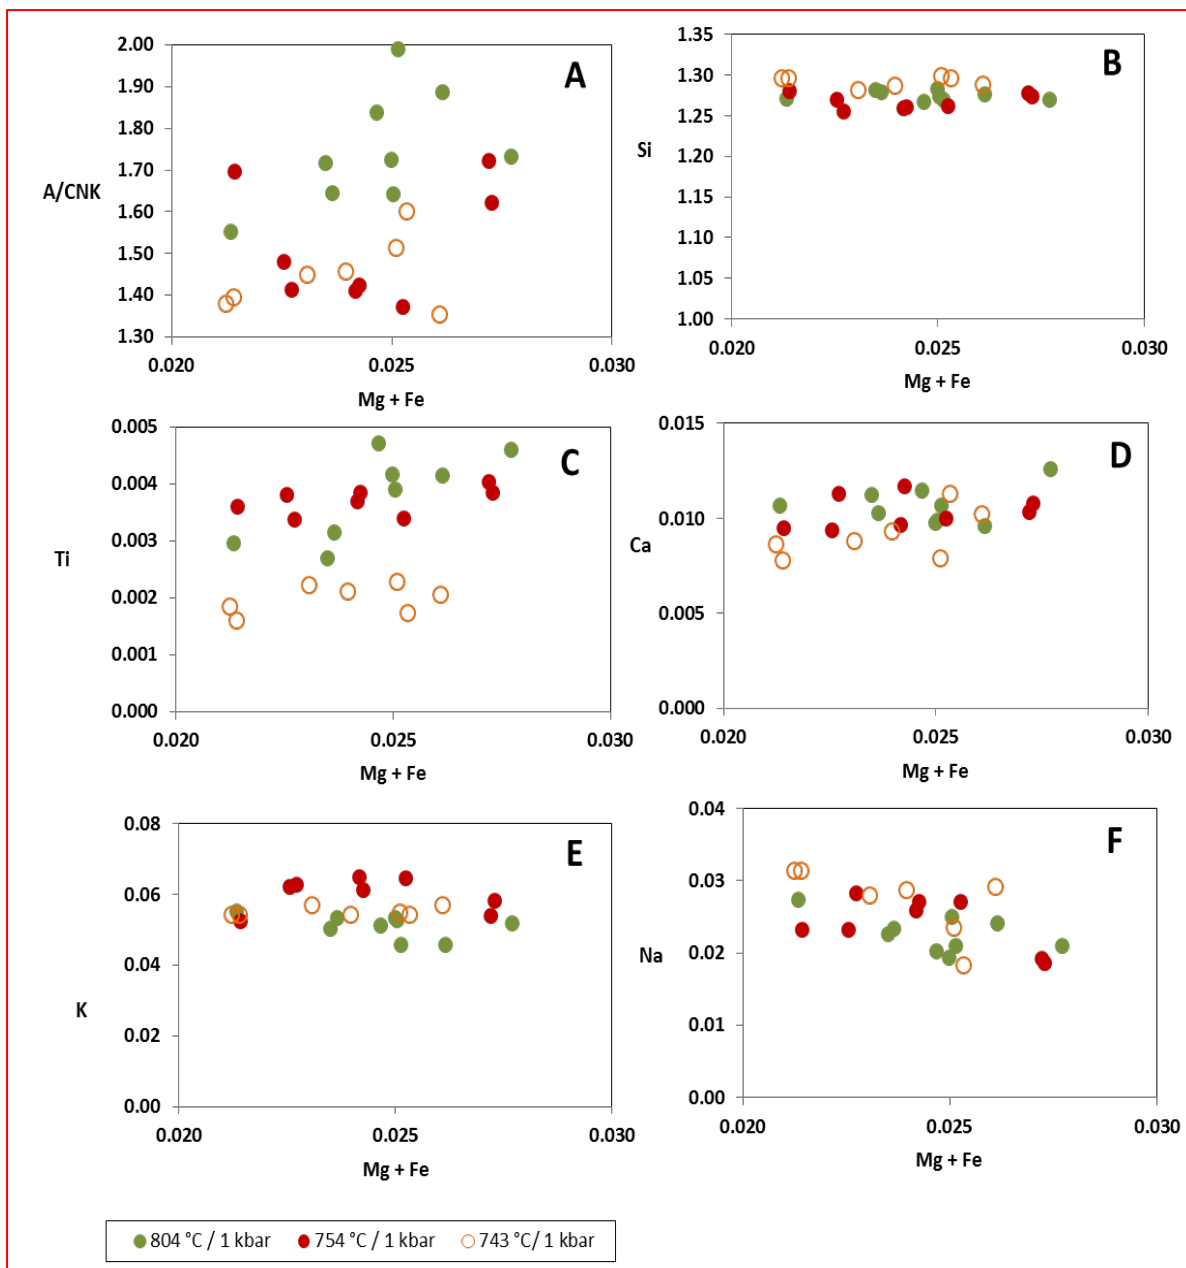 A
2.00
1.90
1.80
1.70
1.60
1.50
1.40
1.30
A/CNK
0.020 0.025 0.030
Mg + Fe
B
1.35
1.30
1.25
1.20
1.15
1.10
1.05
1.00
Si
0.020 0.025 0.030
Mg + Fe
C
0.005
0.004
0.003
0.002
0.001
0.000
Ti
0.020 0.025 0.030
Mg + Fe
D
0.015
0.010
0.005
0.000
Ca
0.020 0.025 0.030
Mg + Fe
E
0.08
0.06
0.04
0.02
0.00
K
0.020 0.025 0.030
Mg + Fe
F
0.04
0.03
0.02
0.01
0.00
Na
0.020 0.025 0.030
Mg + Fe
804 °C / 1 kbar 754 °C / 1 kbar 743 °C/ 1 kbar